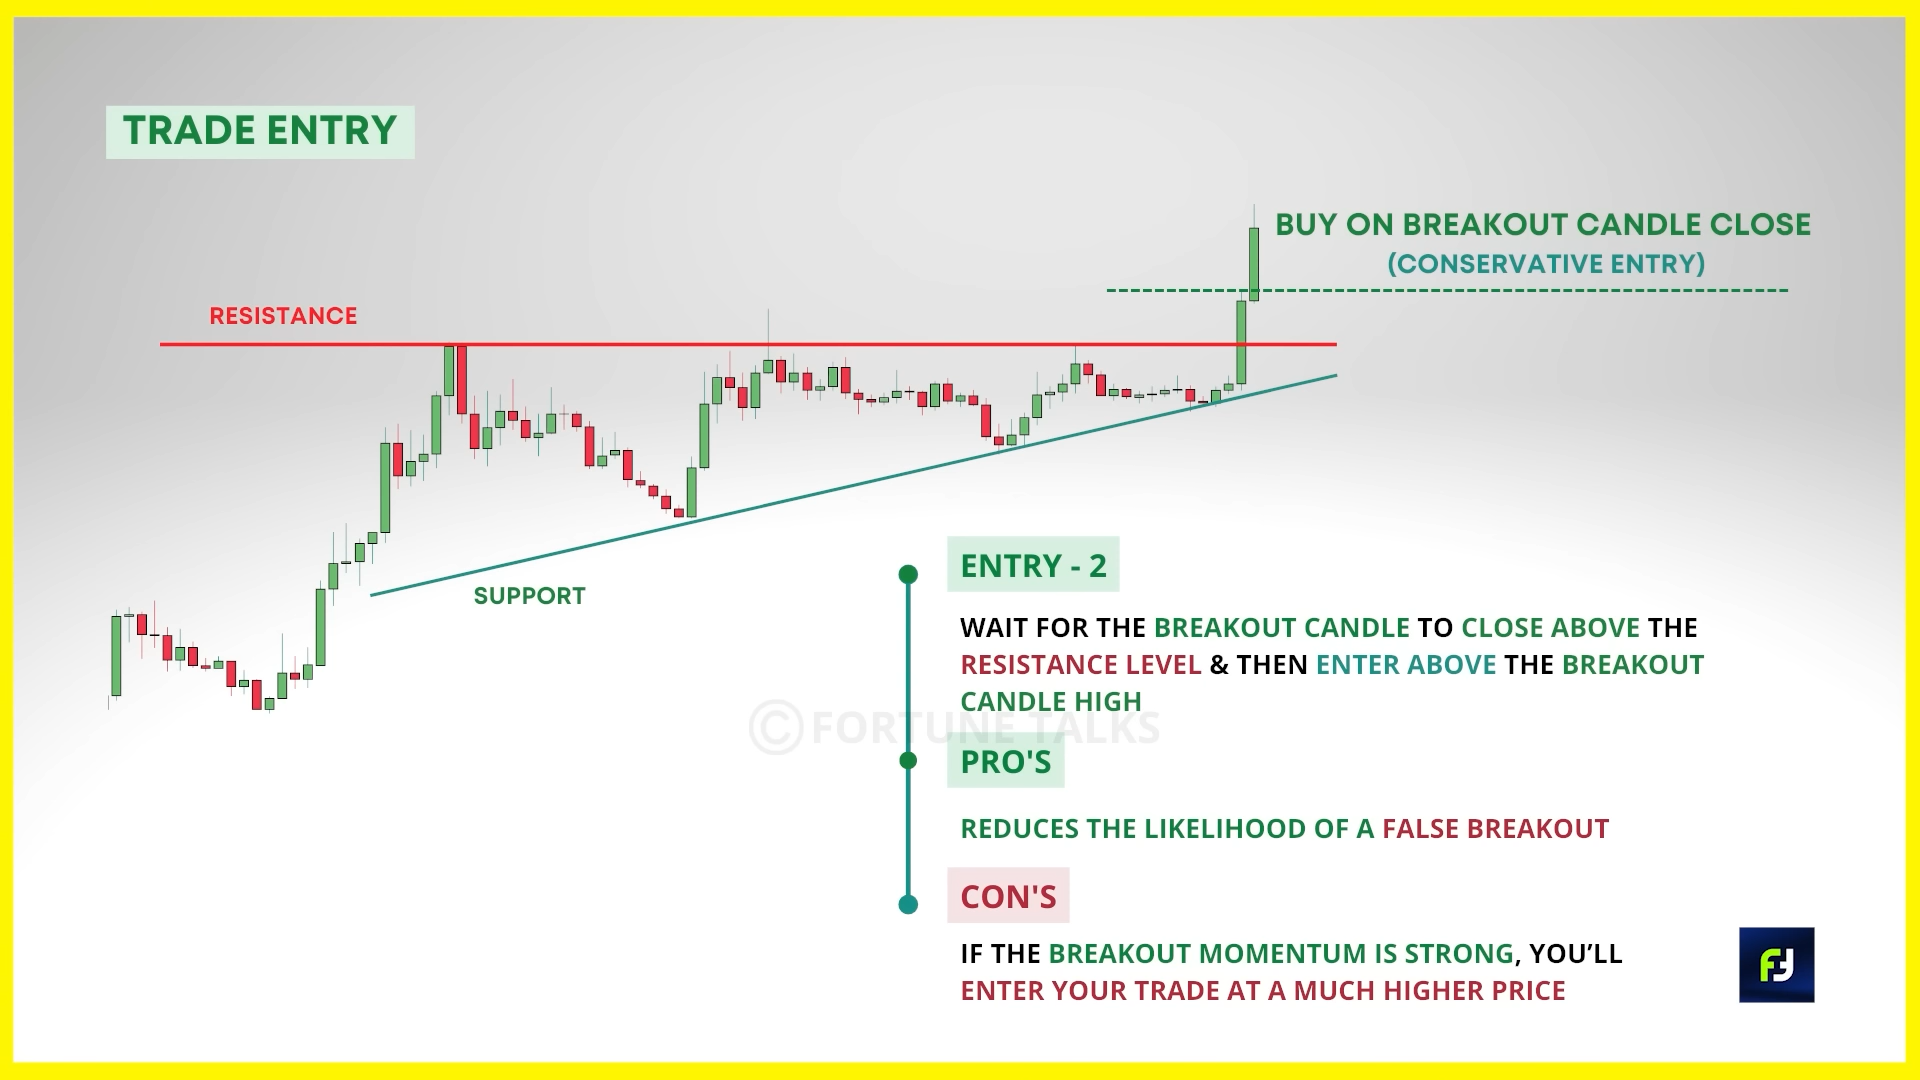 TRADE ENTRY
BUY ON BREAKOUT CANDLE CLOSE
(CONSERVATIVE ENTRY)
RESISTANCE
SUPPORT
ENTRY - 2
WAIT FOR THE BREAKOUT CANDLE TO CLOSE ABOVE THE
RESISTANCE LEVEL & THEN ENTER ABOVE THE BREAKOUT
CANDLE HIGH
© FORTUNE TALKS
PRO'S
REDUCES THE LIKELIHOOD OF A FALSE BREAKOUT
CON'S
IF THE BREAKOUT MOMENTUM IS STRONG, YOU’LL
ENTER YOUR TRADE AT A MUCH HIGHER PRICE